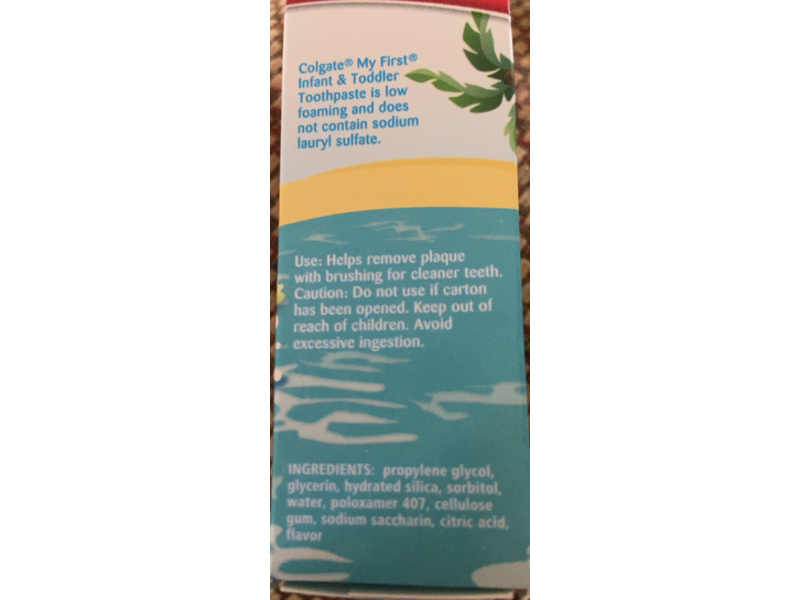 Colgate® My First®
Infant & Toddler
Toothpaste is low
foaming and does
not contain sodium
lauryl sulfate.
Use: Helps remove plaque
with brushing for cleaner teeth.
Caution: Do not use if carton
has been opened. Keep out of
reach of children. Avoid
excessive ingestion.
INGREDIENTS: propylene glycol,
glycerin, hydrated silica, sorbitol,
water, poloxamer 407, cellulose
gum, sodium saccharin, citric acid,
flavor